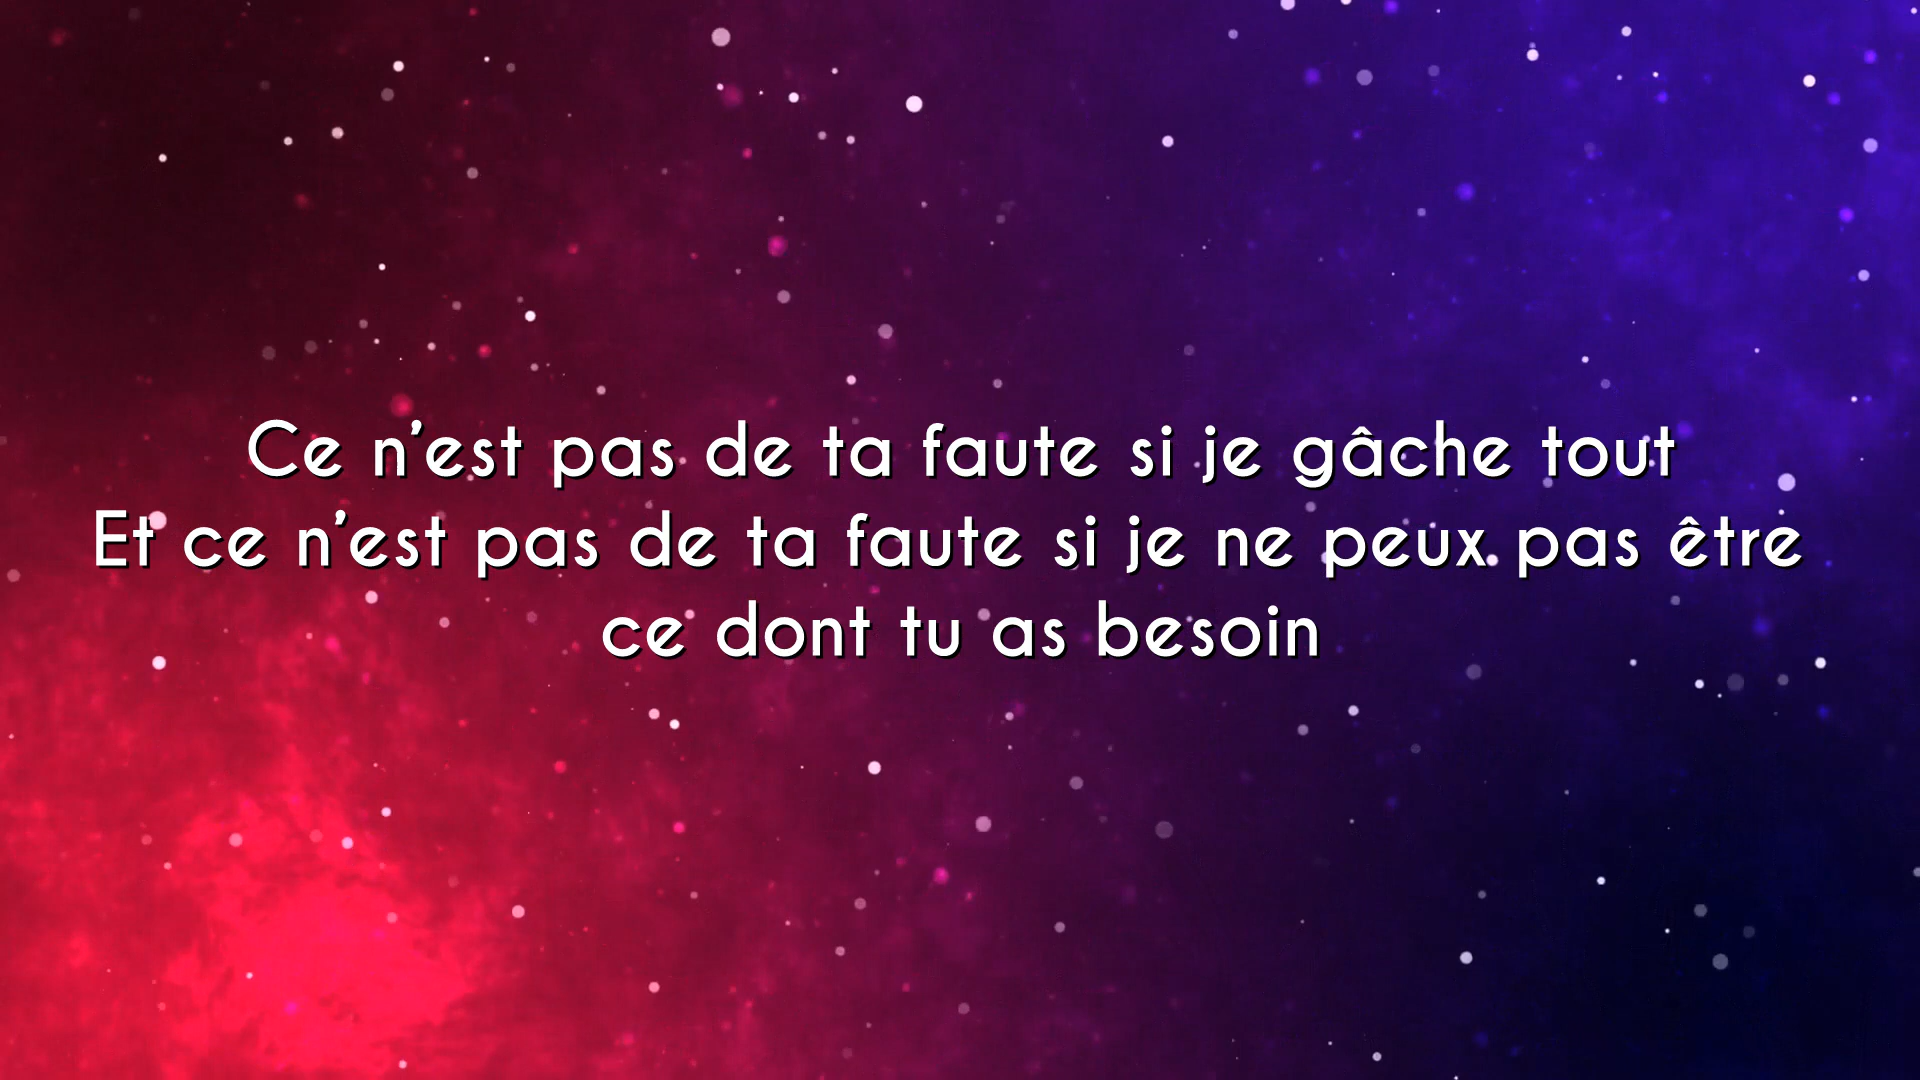 Ce n’est pas de ta faute si je gâche tout
Et ce n’est pas de ta faute si je ne peux pas être
ce dont tu as besoin